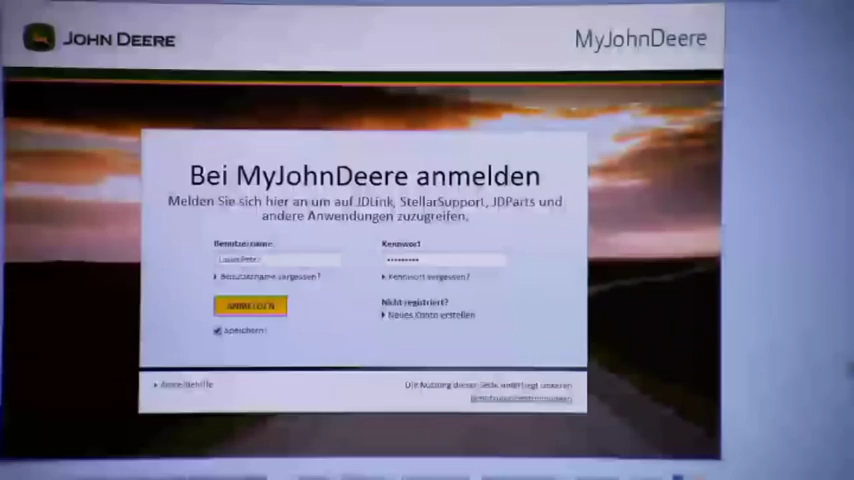 JOHN DEERE
MyJohnDeere
Bei MyJohnDeere anmelden
Melden Sie sich hier an um auf JDLink, StellarSupport, JDParts und
andere Anwendungen zuzugreifen.
Benutzername
Kennwort
Benutzername vergessen?
Kennwort vergessen?
ANMELDEN
Nicht registriert?
Neues Konto erstellen
Speichern
Anmeldehilfe
Die Nutzung dieser Seite unterliegt unseren